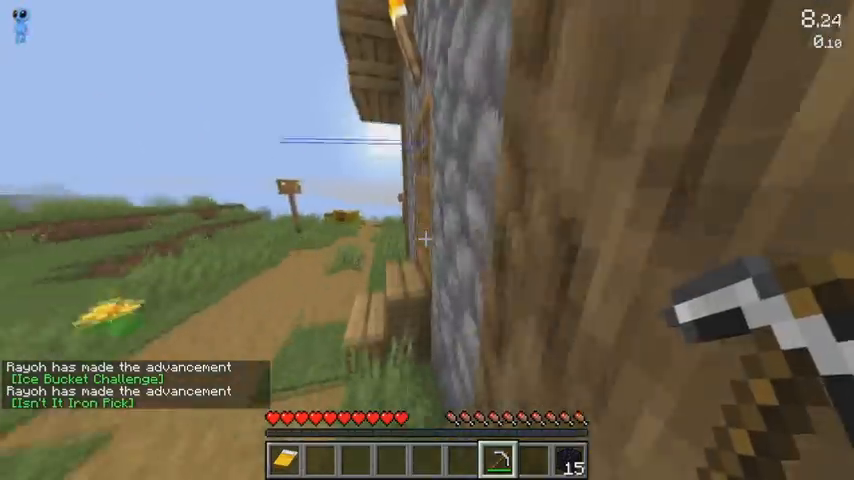 8.24
0.10
Rayoh has made the advancement
[Ice Bucket Challenge]
Rayoh has made the advancement
[Isn't It Iron Pick]
15